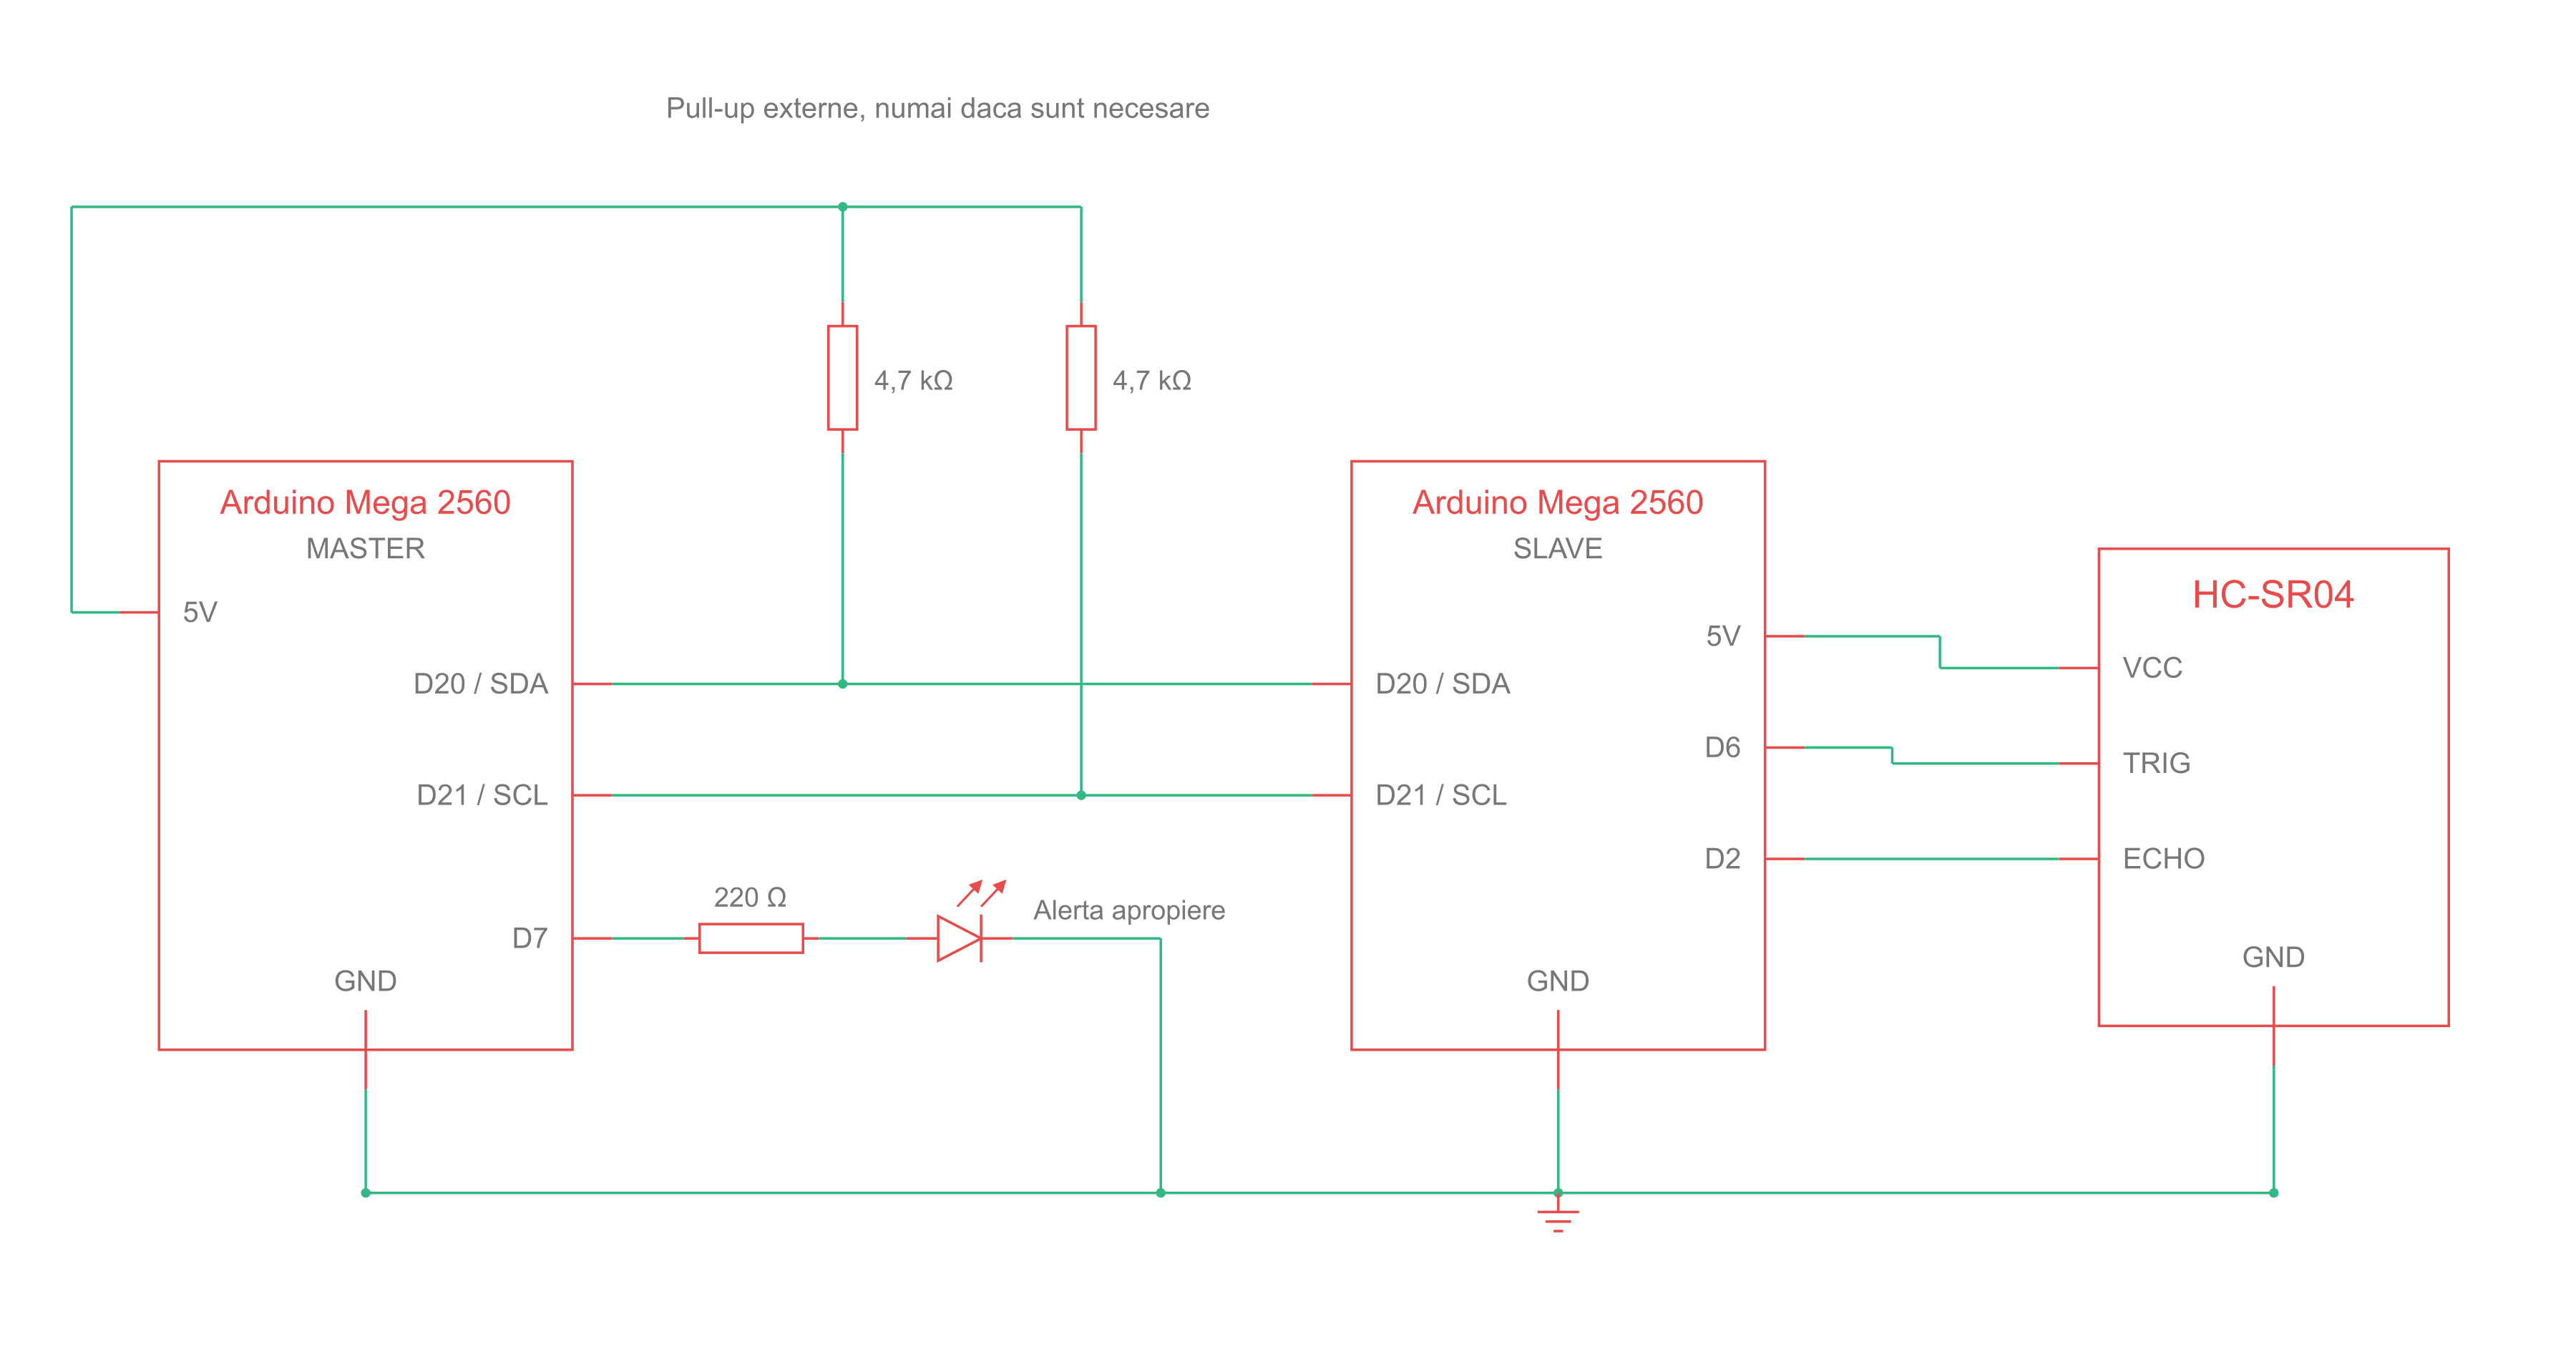 Pull-up externe, numai daca sunt necesare
4,7 kΩ
4,7 kΩ
Arduino Mega 2560
MASTER
5V
D20 / SDA
D21 / SCL
D7
GND
220 Ω
Alerta apropiere
Arduino Mega 2560
SLAVE
5V
D20 / SDA
D6
D21 / SCL
D2
GND
HC-SR04
VCC
TRIG
ECHO
GND